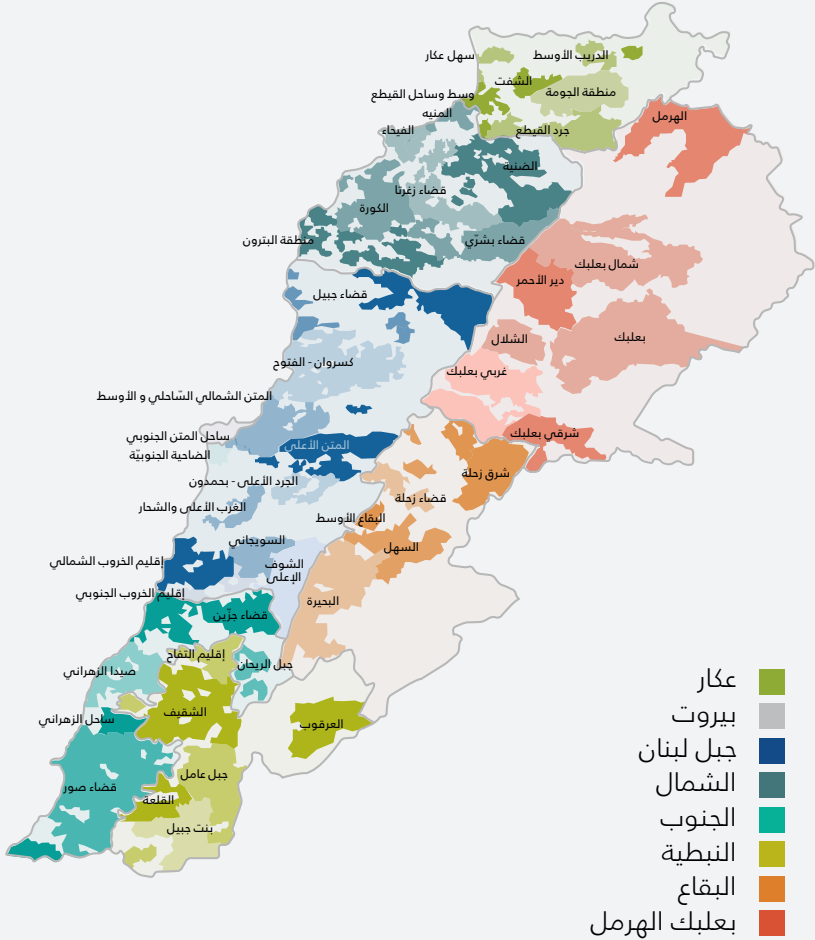 سهل عكار
الدريب الأوسط
الشفت
منطقة الجومة
وسط وساحل القيطع
المنيه
جرد القيطع
الفيحاء
الهرمل
الضنية
قضاء زغرتا
الكورة
منطقة البترون
قضاء بشرّي
شمال بعلبك
دير الأحمر
قضاء جبيل
الشلال
بعلبك
كسروان - الفتوح
غربي بعلبك
المتن الشمالي السّاحلي و الأوسط
شرقي بعلبك
ساحل المتن الجنوبي
المتن الأعلى
الضاحية الجنوبيّة
شرق زحلة
الجرد الأعلى - بحمدون
قضاء زحلة
الغرب الأعلى والشحار
البقاع الأوسط
السويجاني
السهل
إقليم الخروب الشمالي
الشوف
الإعلى
إقليم الخروب الجنوبي
البحيرة
قضاء جزّين
إقليم التفاح
جبل الريحان
صيدا الزهراني
الشقيف
ساحل الزهراني
العرقوب
جبل عامل
قضاء صور
القلعة
بنت جبيل
عكار
بيروت
جبل لبنان
الشمال
الجنوب
النبطية
البقاع
بعلبك الهرمل